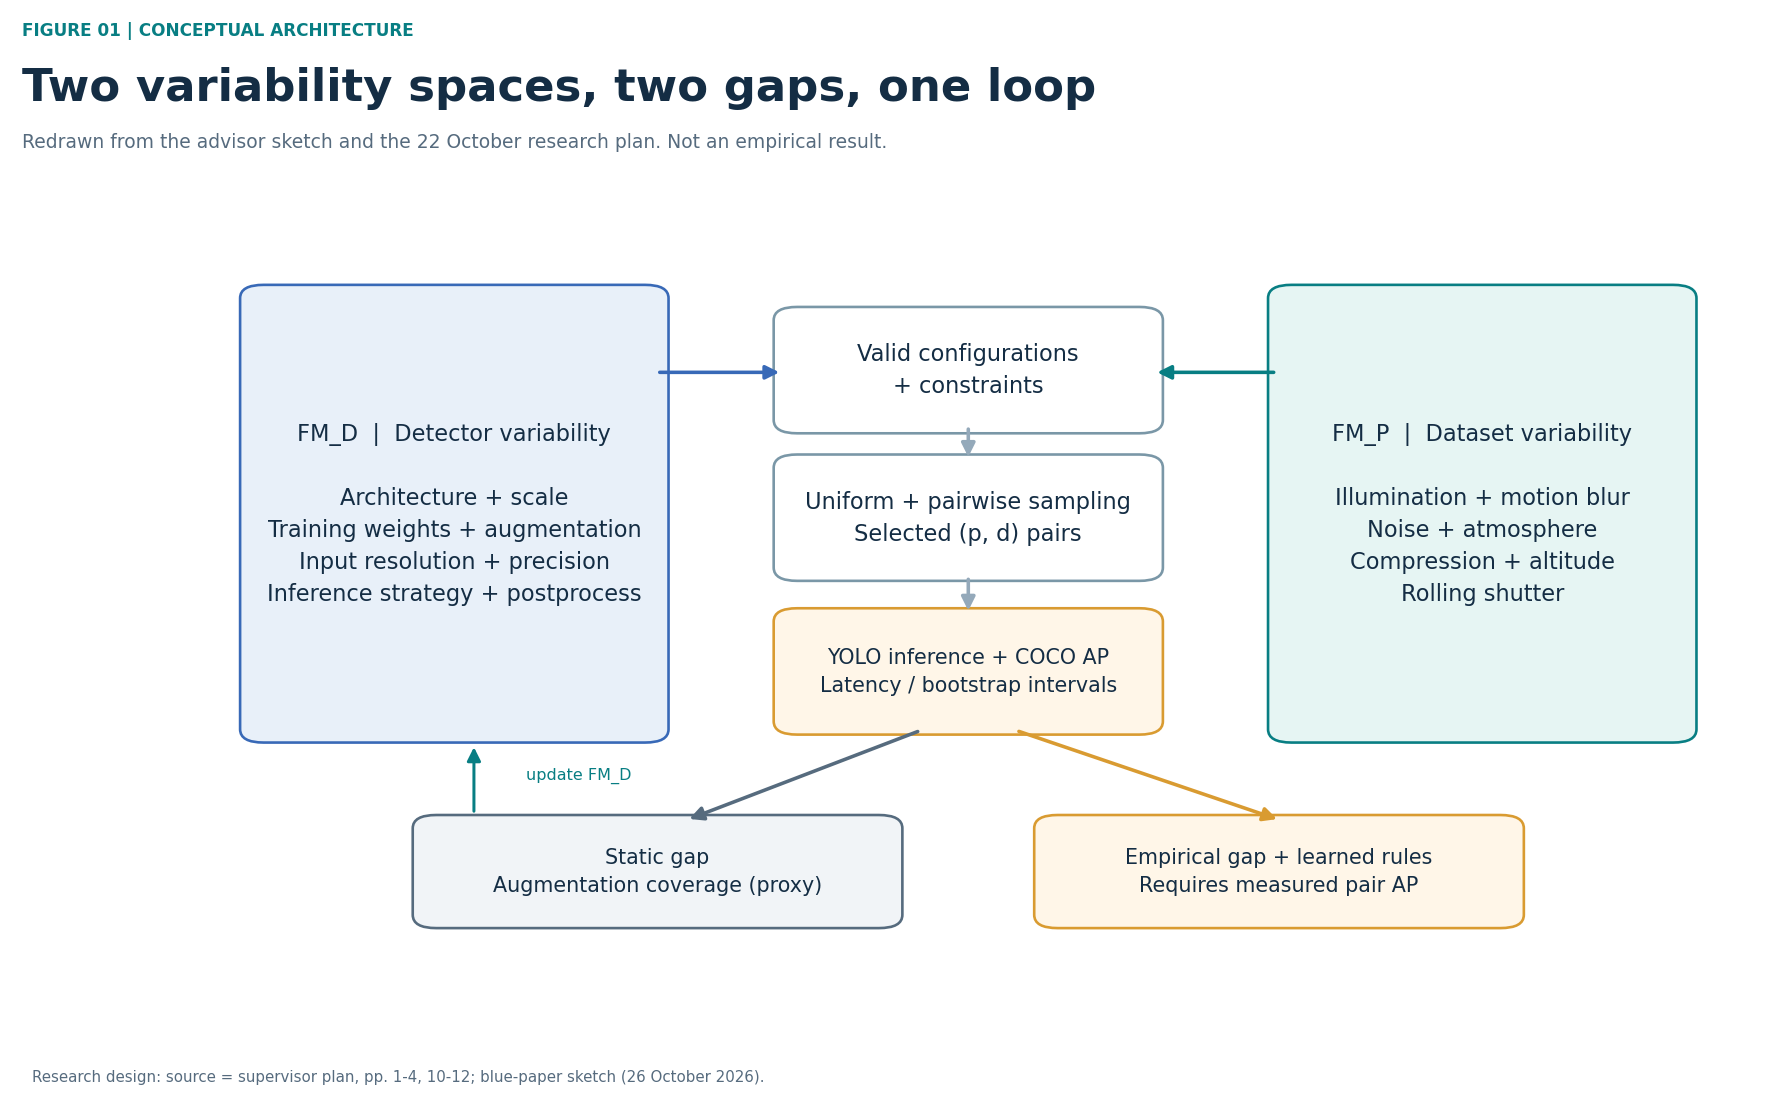 FIGURE 01 | CONCEPTUAL ARCHITECTURE
Two variability spaces, two gaps, one loop
Redrawn from the advisor sketch and the 22 October research plan. Not an empirical result.
FM_D | Detector variability
Architecture + scale
Training weights + augmentation
Input resolution + precision
Inference strategy + postprocess
Valid configurations
+ constraints
Uniform + pairwise sampling
Selected (p, d) pairs
YOLO inference + COCO AP
Latency / bootstrap intervals
FM_P | Dataset variability
Illumination + motion blur
Noise + atmosphere
Compression + altitude
Rolling shutter
update FM_D
Static gap
Augmentation coverage (proxy)
Empirical gap + learned rules
Requires measured pair AP
Research design: source = supervisor plan, pp. 1-4, 10-12; blue-paper sketch (26 October 2026).